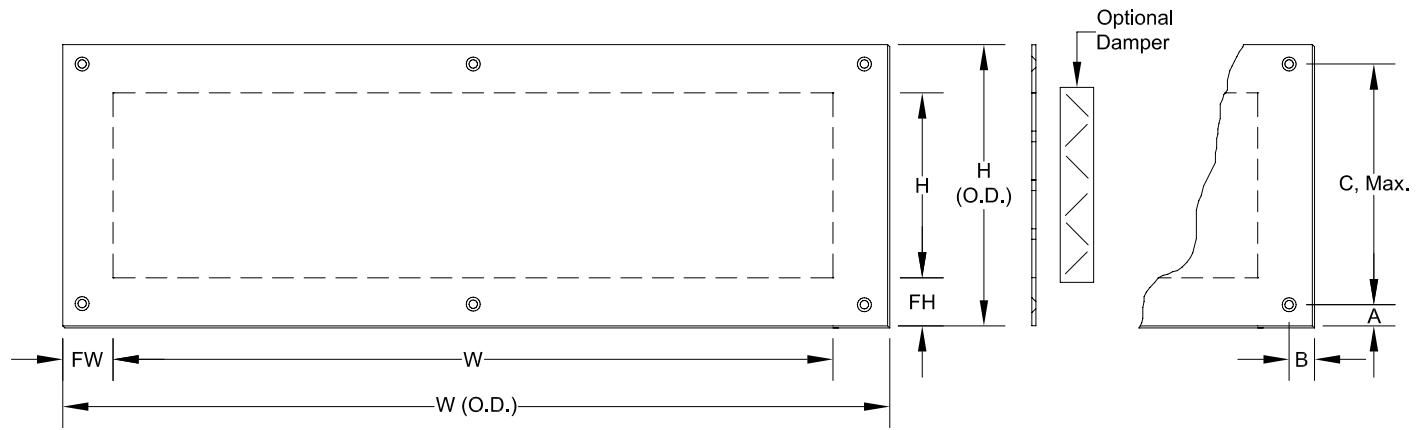 Optional
Damper
H
H
(O.D.)
C, Max.
FH
A
FW
W
B
W (O.D.)